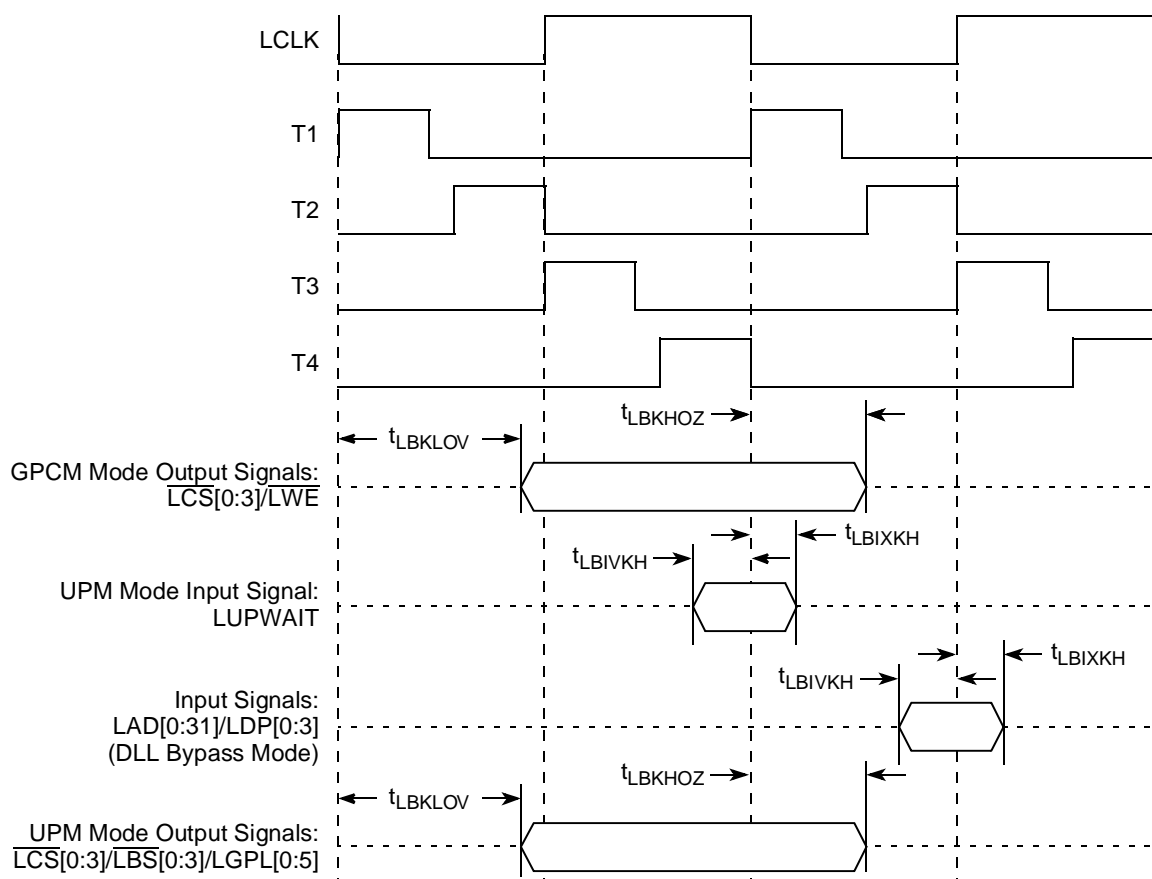 LCLK
T1
T2
T3
T4
tLBKHOZ
tLBKLOV
GPCM Mode Output Signals:
LCS[0:3]/LWE
tLBIXKH
tLBIVKH
UPM Mode Input Signal:
LUPWAIT
tLBIXKH
tLBIVKH
Input Signals:
LAD[0:31]/LDP[0:3]
(DLL Bypass Mode)
tLBKHOZ
tLBKLOV
UPM Mode Output Signals:
LCS[0:3]/LBS[0:3]/LGPL[0:5]